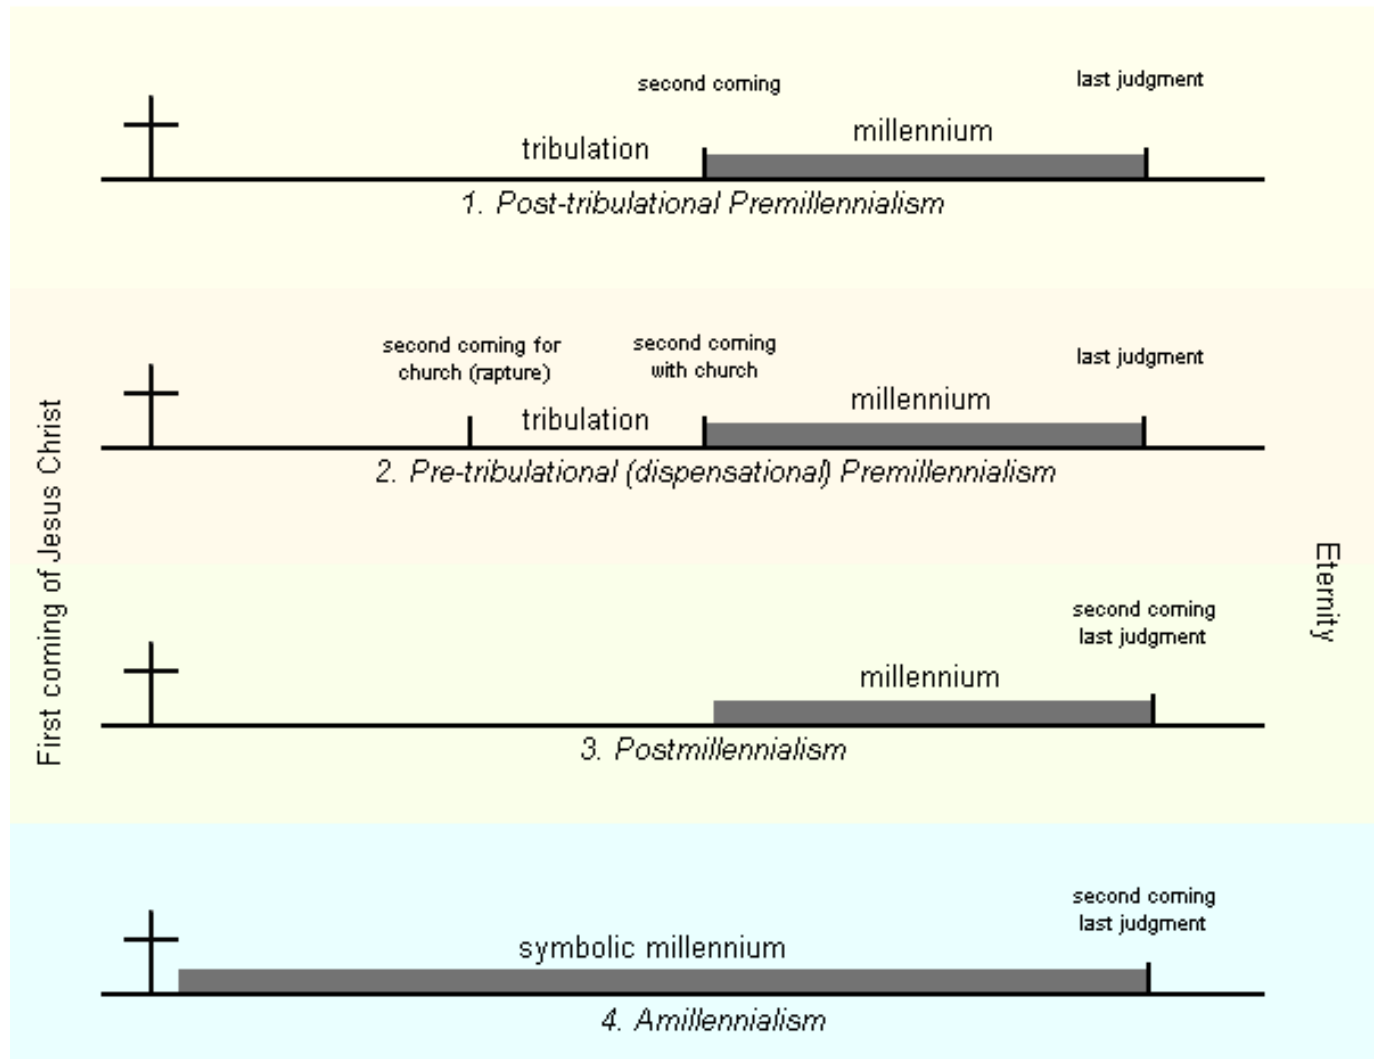 First coming of Jesus Christ
second coming
last judgment
tribulation
millennium
1. Post-tribulational Premillennialism
second coming for
church (rapture)
second coming
with church
last judgment
tribulation
millennium
2. Pre-tribulational (dispensational) Premillennialism
second coming
last judgment
millennium
3. Postmillennialism
second coming
last judgment
symbolic millennium
4. Amillennialism
Eternity